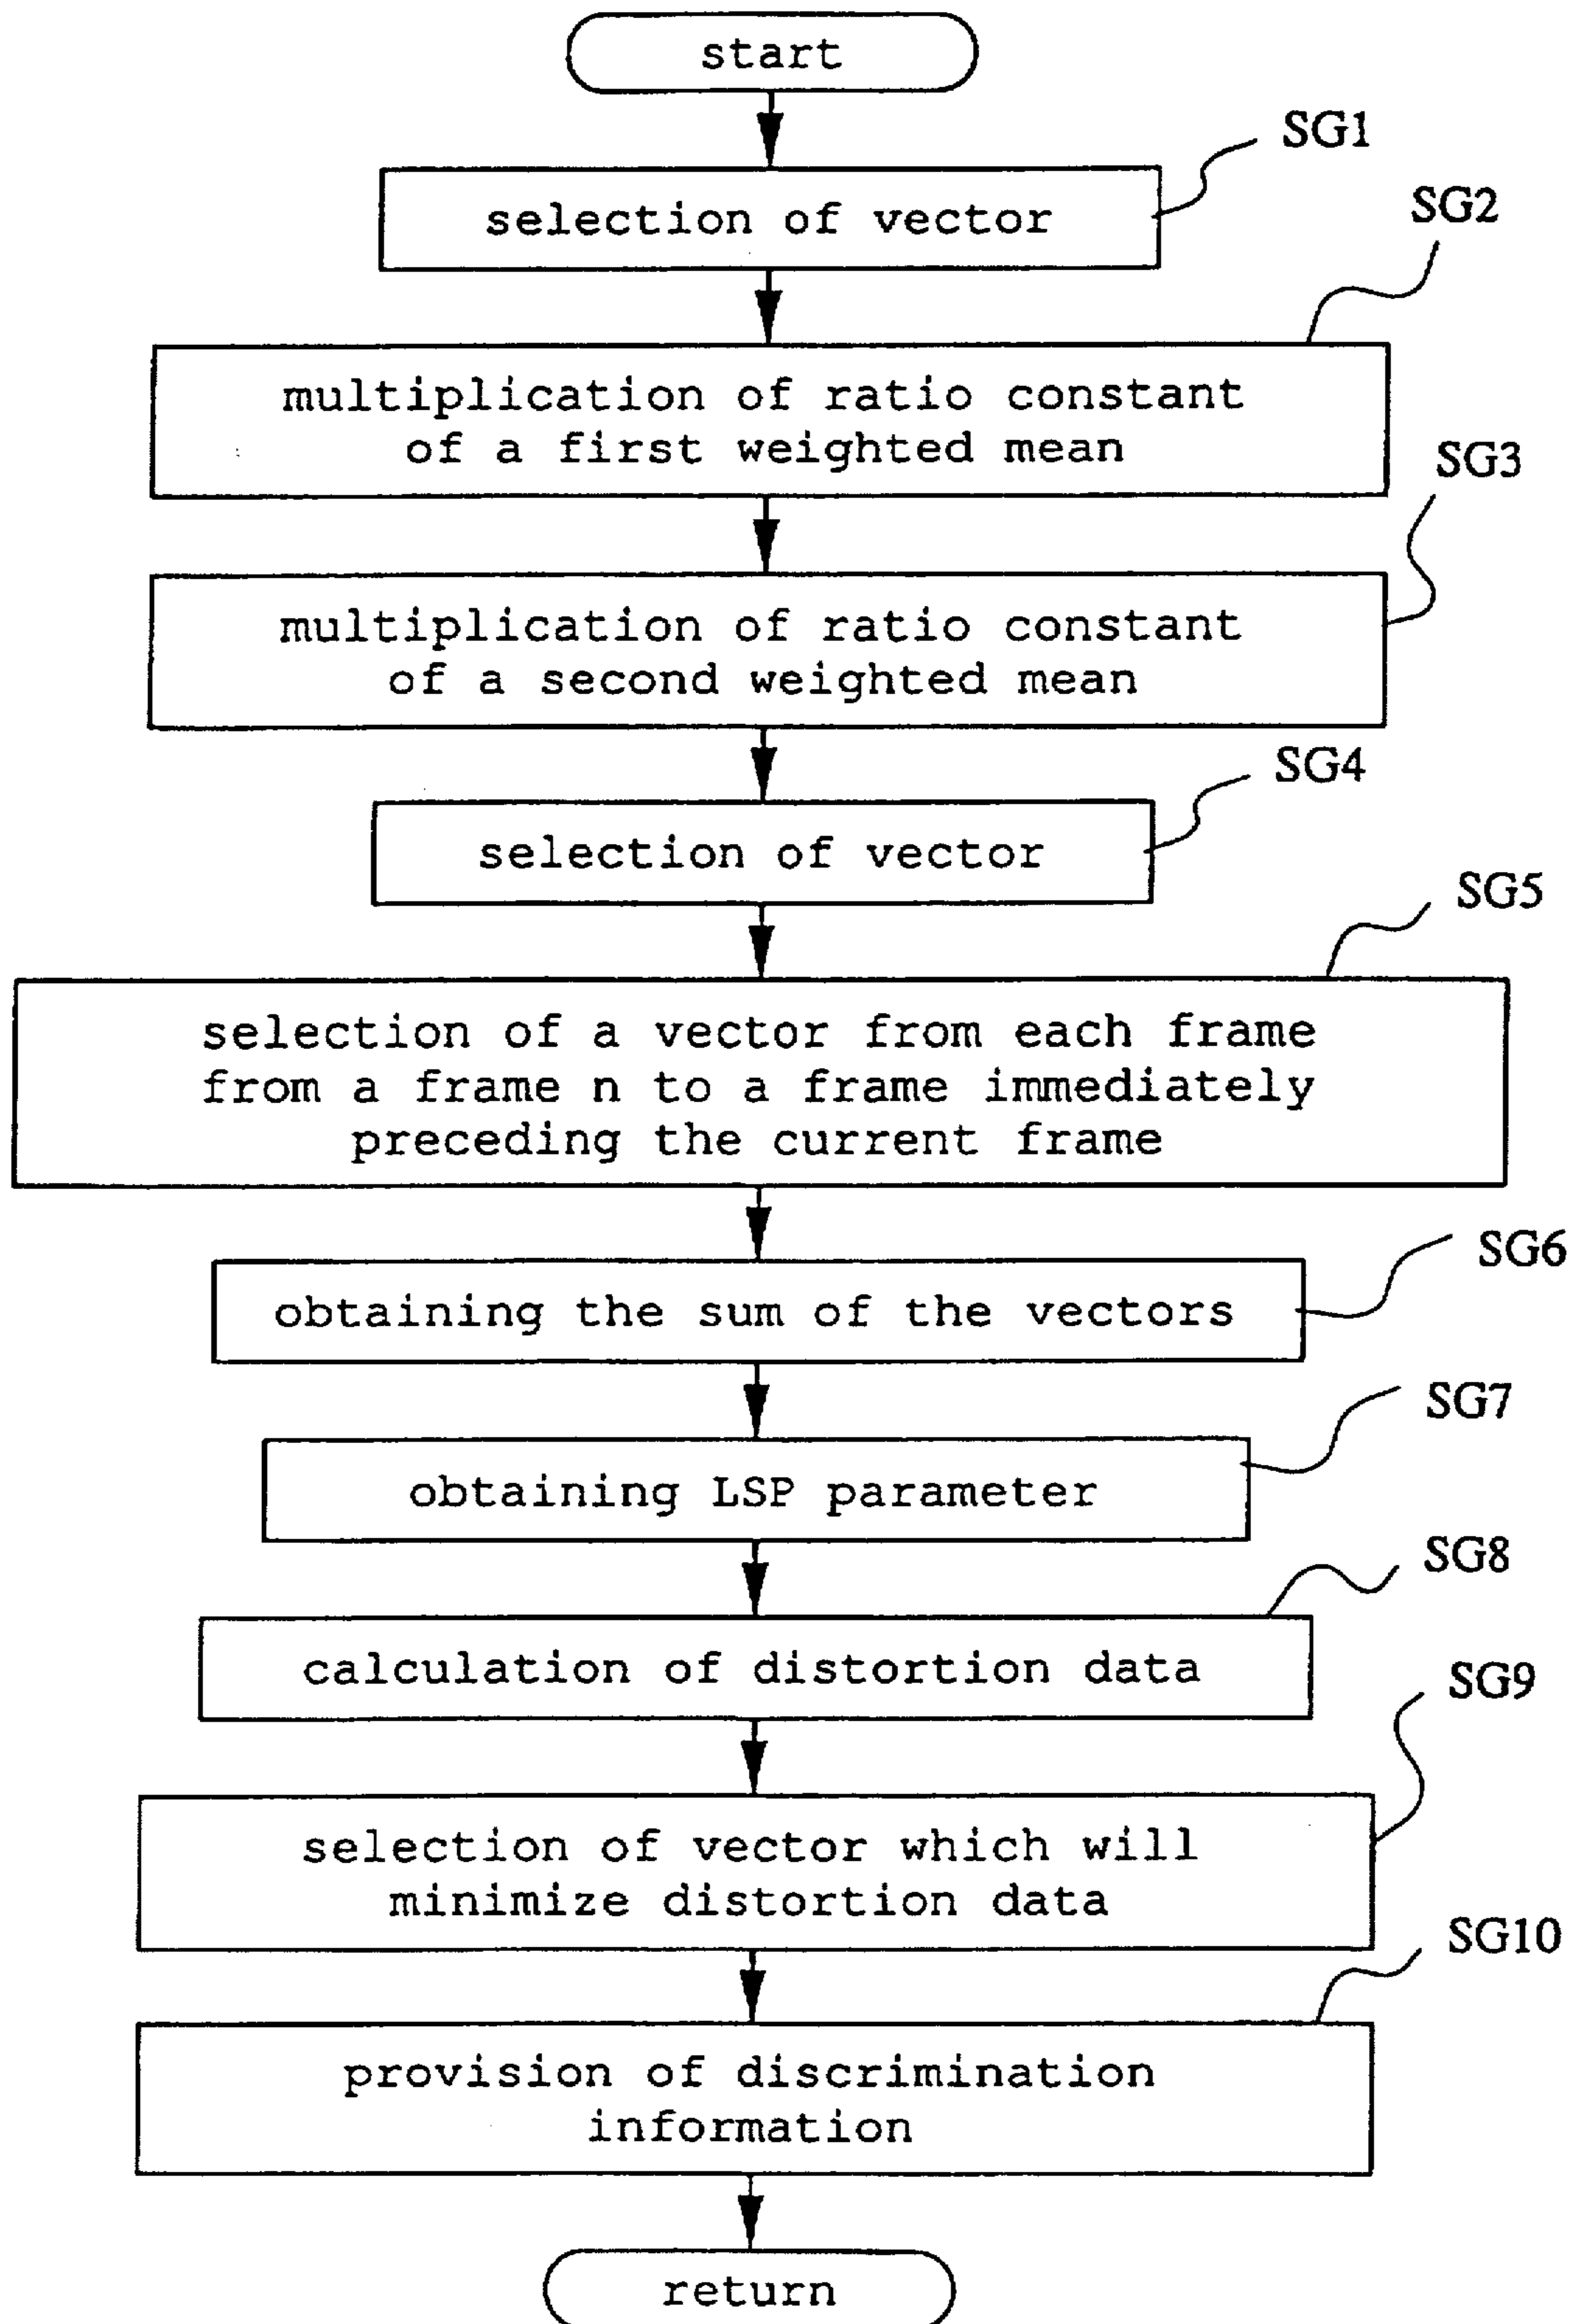 start
SG1
selection of vector
SG2
multiplication of ratio constant
of a first weighted mean
SG3
multiplication of ratio constant
of a second weighted mean
SG4
selection of vector
SG5
selection of a vector from each frame
from a frame n to a frame immediately
preceding the current frame
SG6
obtaining the sum of the vectors
SG7
obtaining LSP parameter
SG8
calculation of distortion data
SG9
selection of vector which will
minimize distortion data
SG10
provision of discrimination
information
return